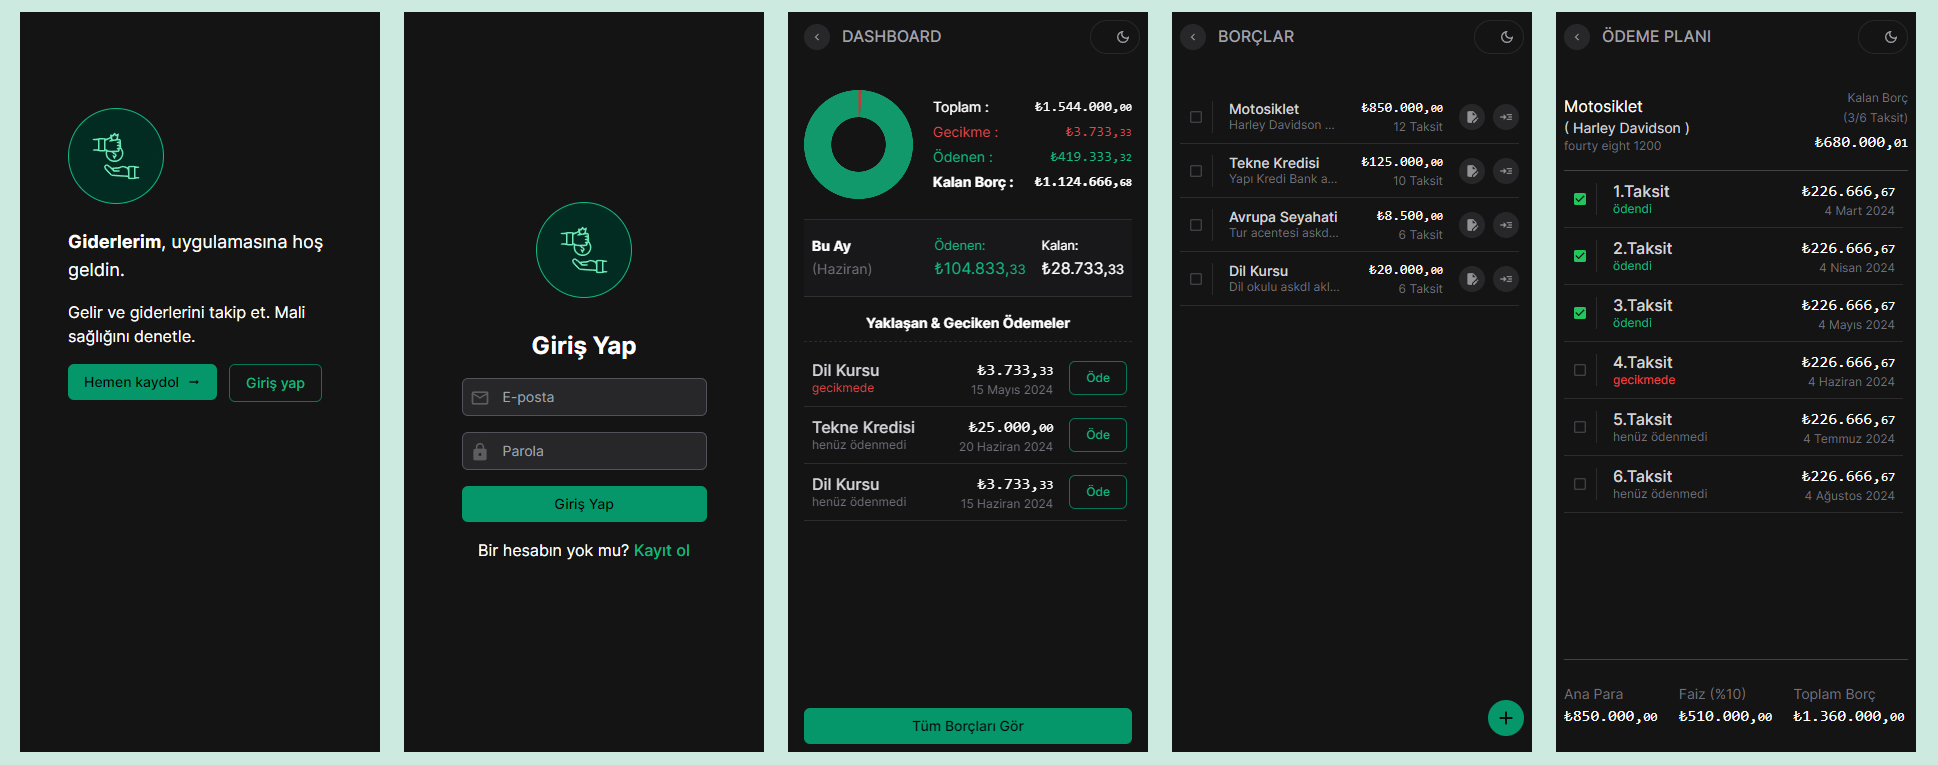 Giderlerim, uygulamasına hoş
geldin.
Gelir ve giderlerini takip et. Mali
sağlığını denetle.
Hemen kaydol →
Giriş yap
Giriş Yap
E-posta
Parola
Giriş Yap
Bir hesabın yok mu? Kayıt ol
DASHBOARD
Toplam : ₺1.544.000,00
Gecikme : ₺3.733,33
Ödenen : ₺419.333,32
Kalan Borç : ₺1.124.666,68
Bu Ay
(Haziran)
Ödenen:
₺104.833,33
Kalan:
₺28.733,33
Yaklaşan & Geciken Ödemeler
Dil Kursu
gecikmede
₺3.733,33
15 Mayıs 2024
Öde
Tekne Kredisi
henüz ödenmedi
₺25.000,00
20 Haziran 2024
Öde
Dil Kursu
henüz ödenmedi
₺3.733,33
15 Haziran 2024
Öde
Tüm Borçları Gör
BORÇLAR
Motosiklet
Harley Davidson ...
₺850.000,00
12 Taksit
Tekne Kredisi
Yapı Kredi Bank a...
₺125.000,00
10 Taksit
Avrupa Seyahati
Tur acentesi askd...
₺8.500,00
6 Taksit
Dil Kursu
Dil okulu askdl akl...
₺20.000,00
6 Taksit
+
ÖDEME PLANI
Motosiklet
( Harley Davidson )
fourty eight 1200
Kalan Borç
(3/6 Taksit)
₺680.000,01
1.Taksit
ödendi
₺226.666,67
4 Mart 2024
2.Taksit
ödendi
₺226.666,67
4 Nisan 2024
3.Taksit
ödendi
₺226.666,67
4 Mayıs 2024
4.Taksit
gecikmede
₺226.666,67
4 Haziran 2024
5.Taksit
henüz ödenmedi
₺226.666,67
4 Temmuz 2024
6.Taksit
henüz ödenmedi
₺226.666,67
4 Ağustos 2024
Ana Para
₺850.000,00
Faiz (%10)
₺510.000,00
Toplam Borç
₺1.360.000,00